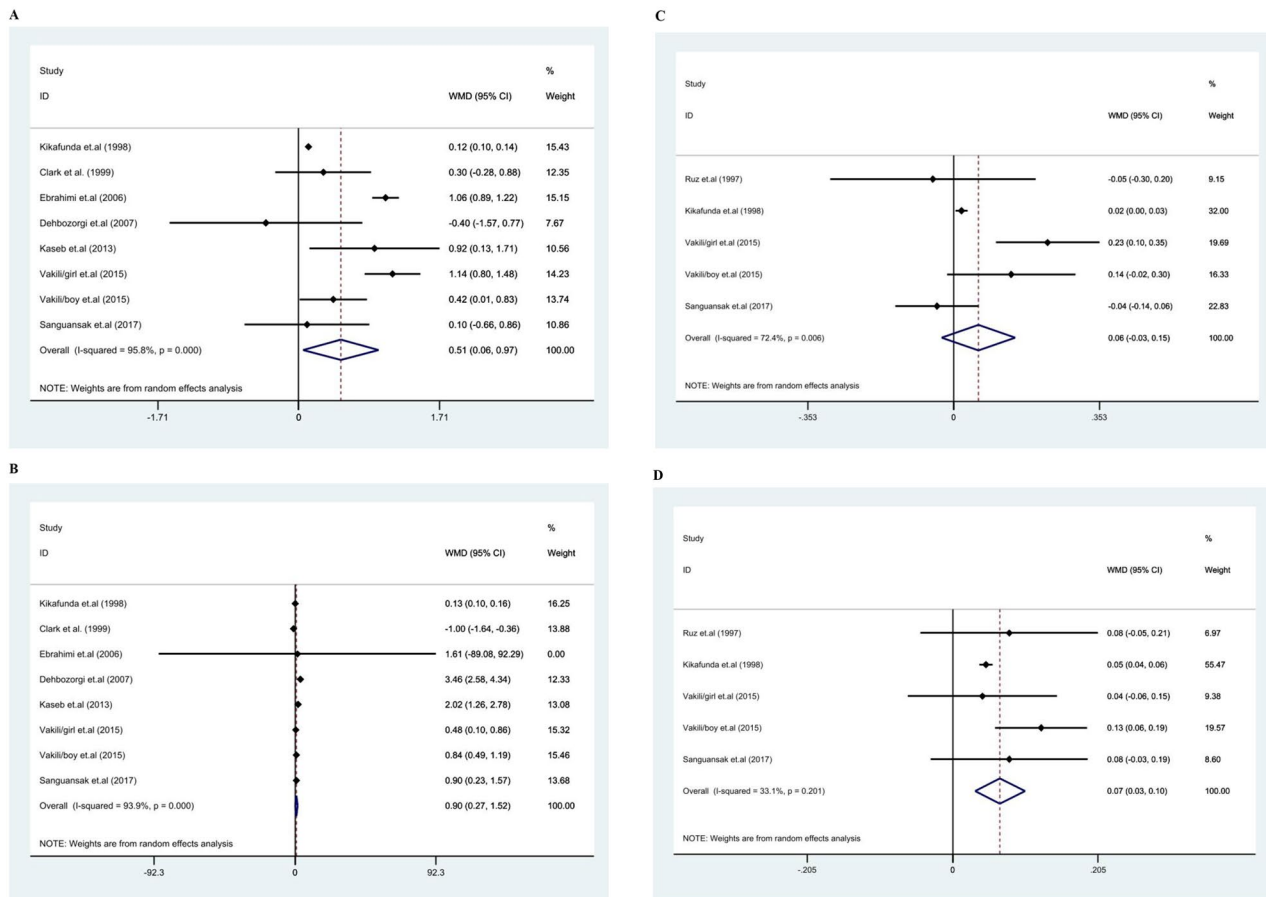 A
Study %
ID WMD (95% CI) Weight
Kikafunda et.al (1998) 0.12 (0.10, 0.14) 15.43
Clark et al. (1999) 0.30 (-0.28, 0.88) 12.35
Ebrahimi et.al (2006) 1.06 (0.89, 1.22) 15.15
Dehbozorgi et.al (2007) -0.40 (-1.57, 0.77) 7.67
Kaseb et.al (2013) 0.92 (0.13, 1.71) 10.56
Vakili/girl et.al (2015) 1.14 (0.80, 1.48) 14.23
Vakili/boy et.al (2015) 0.42 (0.01, 0.83) 13.74
Sanguansak et.al (2017) 0.10 (-0.66, 0.86) 10.86
Overall (I-squared = 95.8%, p = 0.000) 0.51 (0.06, 0.97) 100.00
NOTE: Weights are from random effects analysis
-1.71 0 1.71
B
Study %
ID WMD (95% CI) Weight
Kikafunda et.al (1998) 0.13 (0.10, 0.16) 16.25
Clark et al. (1999) -1.00 (-1.64, -0.36) 13.88
Ebrahimi et.al (2006) 1.61 (-89.08, 92.29) 0.00
Dehbozorgi et.al (2007) 3.46 (2.58, 4.34) 12.33
Kaseb et.al (2013) 2.02 (1.26, 2.78) 13.08
Vakili/girl et.al (2015) 0.48 (0.10, 0.86) 15.32
Vakili/boy et.al (2015) 0.84 (0.49, 1.19) 15.46
Sanguansak et.al (2017) 0.90 (0.23, 1.57) 13.68
Overall (I-squared = 93.9%, p = 0.000) 0.90 (0.27, 1.52) 100.00
NOTE: Weights are from random effects analysis
-92.3 0 92.3
C
Study %
ID WMD (95% CI) Weight
Ruz et.al (1997) -0.05 (-0.30, 0.20) 9.15
Kikafunda et.al (1998) 0.02 (0.00, 0.03) 32.00
Vakili/girl et.al (2015) 0.23 (0.10, 0.35) 19.69
Vakili/boy et.al (2015) 0.14 (-0.02, 0.30) 16.33
Sanguansak et.al (2017) -0.04 (-0.14, 0.06) 22.83
Overall (I-squared = 72.4%, p = 0.006) 0.06 (-0.03, 0.15) 100.00
NOTE: Weights are from random effects analysis
-.353 0 .353
D
Study %
ID WMD (95% CI) Weight
Ruz et.al (1997) 0.08 (-0.05, 0.21) 6.97
Kikafunda et.al (1998) 0.05 (0.04, 0.06) 55.47
Vakili/girl et.al (2015) 0.04 (-0.06, 0.15) 9.38
Vakili/boy et.al (2015) 0.13 (0.06, 0.19) 19.57
Sanguansak et.al (2017) 0.08 (-0.03, 0.19) 8.60
Overall (I-squared = 33.1%, p = 0.201) 0.07 (0.03, 0.10) 100.00
NOTE: Weights are from random effects analysis
-.205 0 .205